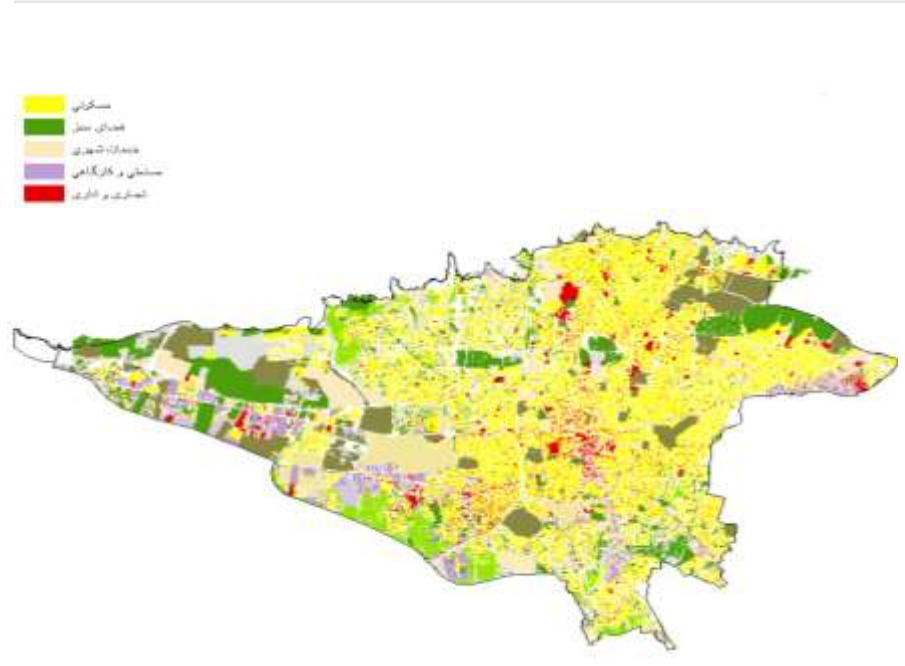 مسکونی
فضای سبز
خدمات شهری
صنعتی و کارگاهی
تجاری و اداری